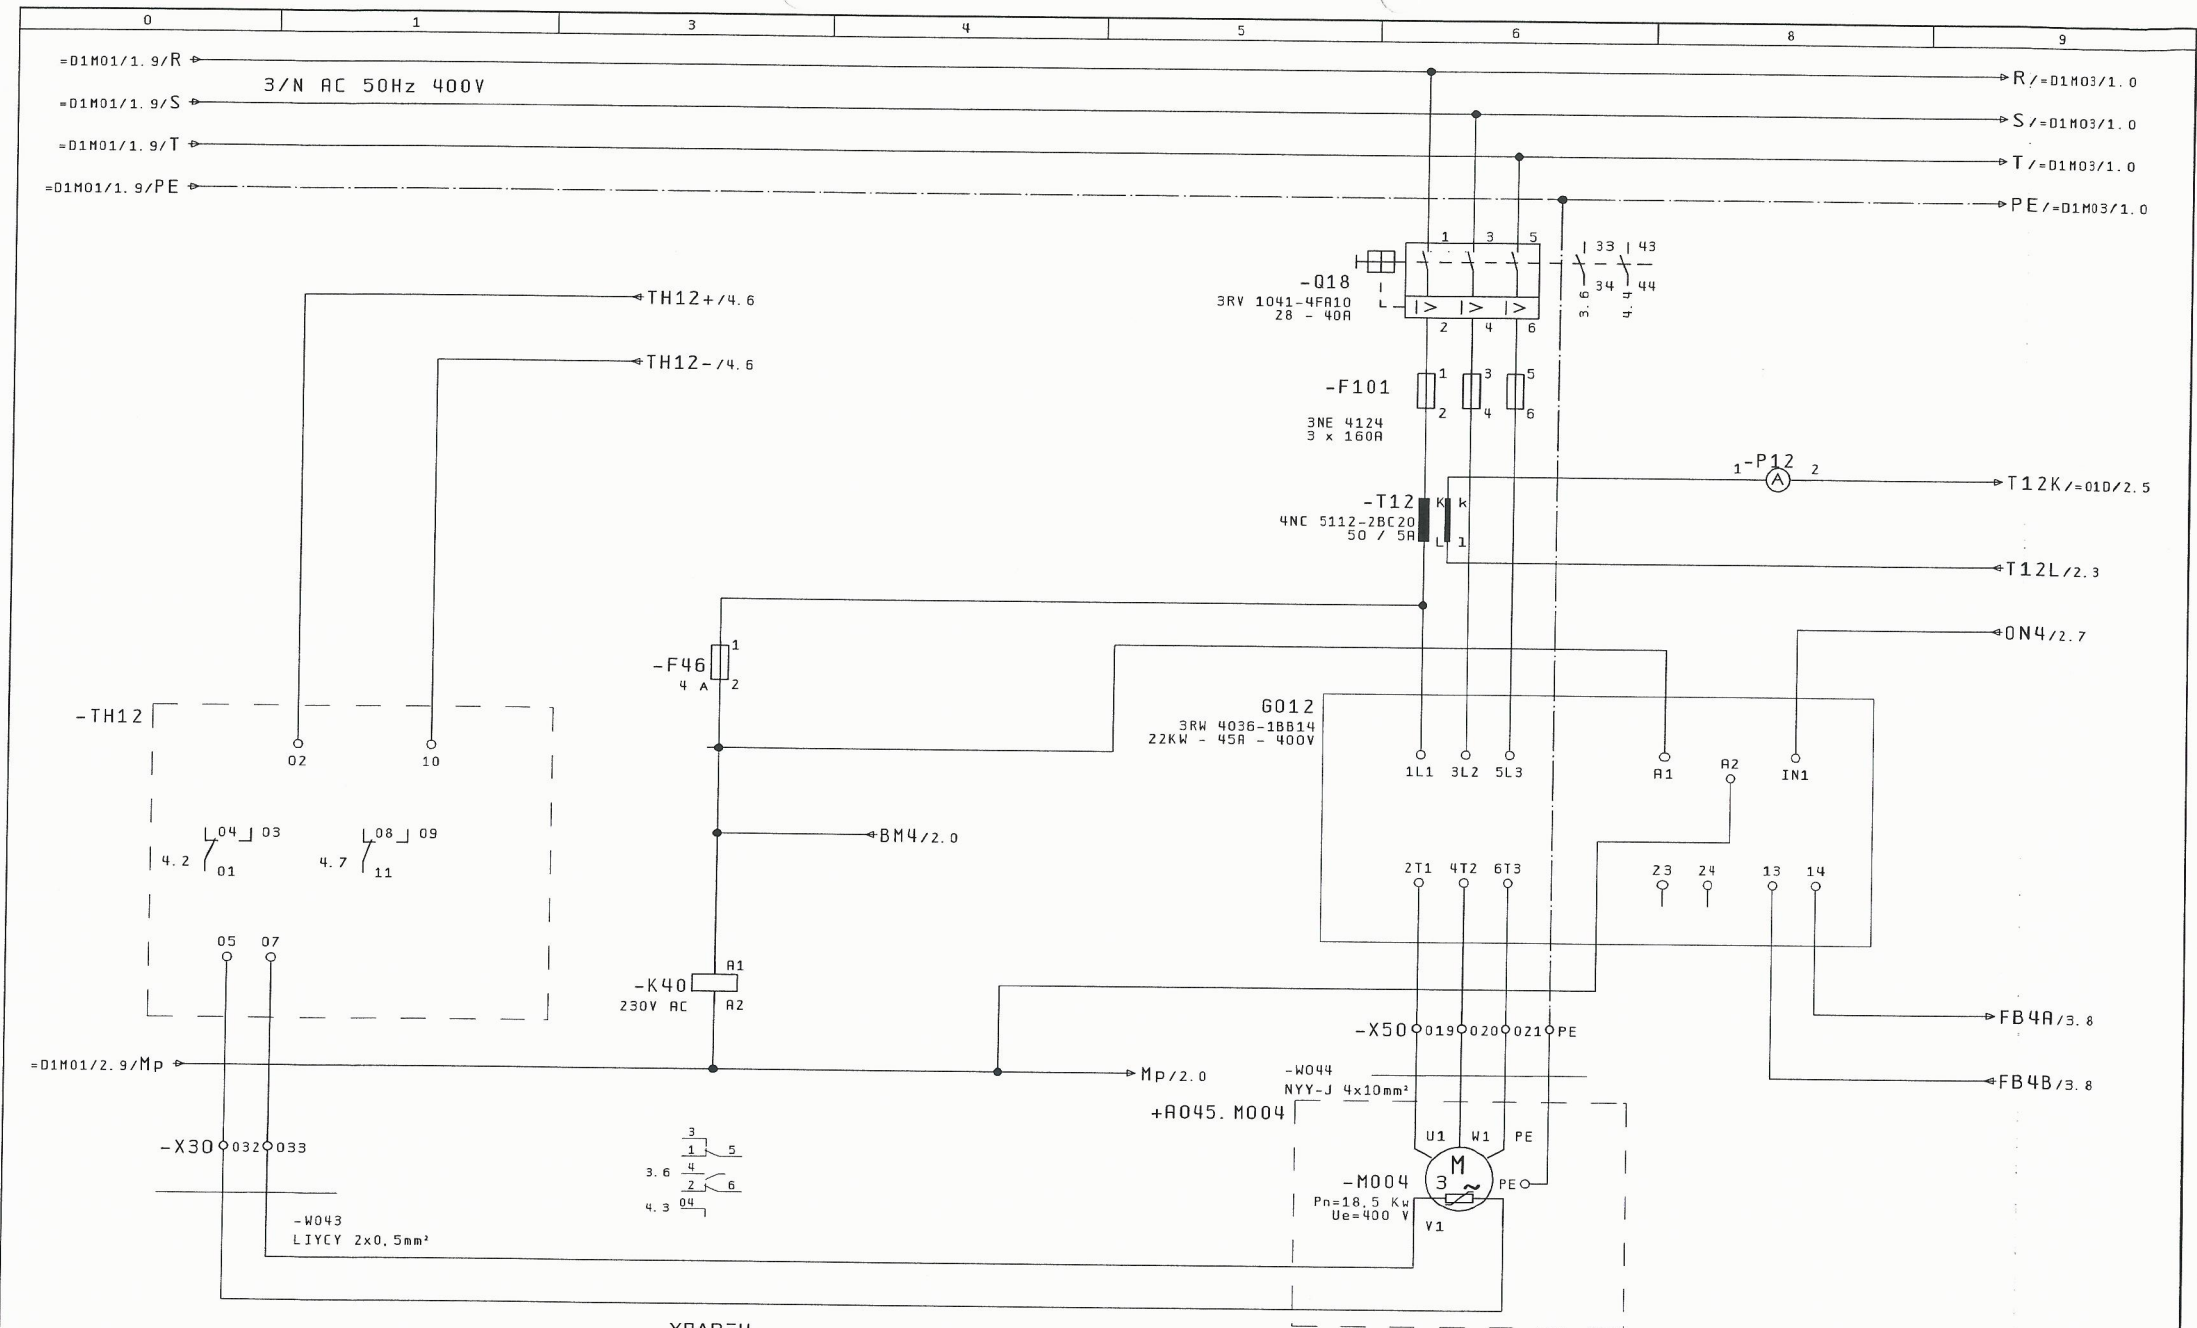 0 1 3 4 5 6 8 9
=D1M01/1.9/R
3/N AC 50Hz 400V
R/=D1M03/1.0
=D1M01/1.9/S
S/=D1M03/1.0
=D1M01/1.9/T
T/=D1M03/1.0
=D1M01/1.9/PE
PE/=D1M03/1.0
1 3 5
33 43
-Q18
3RV 1041-4FA10
28 - 40A
34 44
3.6 4.4
2 4 6
TH12+/4.6
TH12-/4.6
-F101
1 3 5
2 4 6
3NE 4124
3 x 160A
1 -P12 2
A
T12K/=01D/2.5
-T12
K k
4NC 5112-2BC20
50 / 5A
L l
T12L/2.3
ON4/2.7
-F46
1
4 A
2
-TH12
02 10
G012
3RW 4036-1BB14
22KW - 45A - 400V
1L1 3L2 5L3
A1 A2 IN1
04 03
4.2
01
08 09
4.7
11
BM4/2.0
2T1 4T2 6T3
23 24 13 14
05 07
A1
-K40
230V AC
A2
FB4A/3.8
-X50 019 020 021 PE
=D1M01/2.9/Mp
Mp/2.0
-W044
NYY-J 4x10mm²
FB4B/3.8
+A045.M004
U1 W1 PE
-X30 032 033
3
1 5
3.6 4
2 6
4.3 04
M
3 ~
-M004
PE
Pn=18,5 Kw
Ue=400 V
V1
-W043
LIYCY 2x0,5mm²